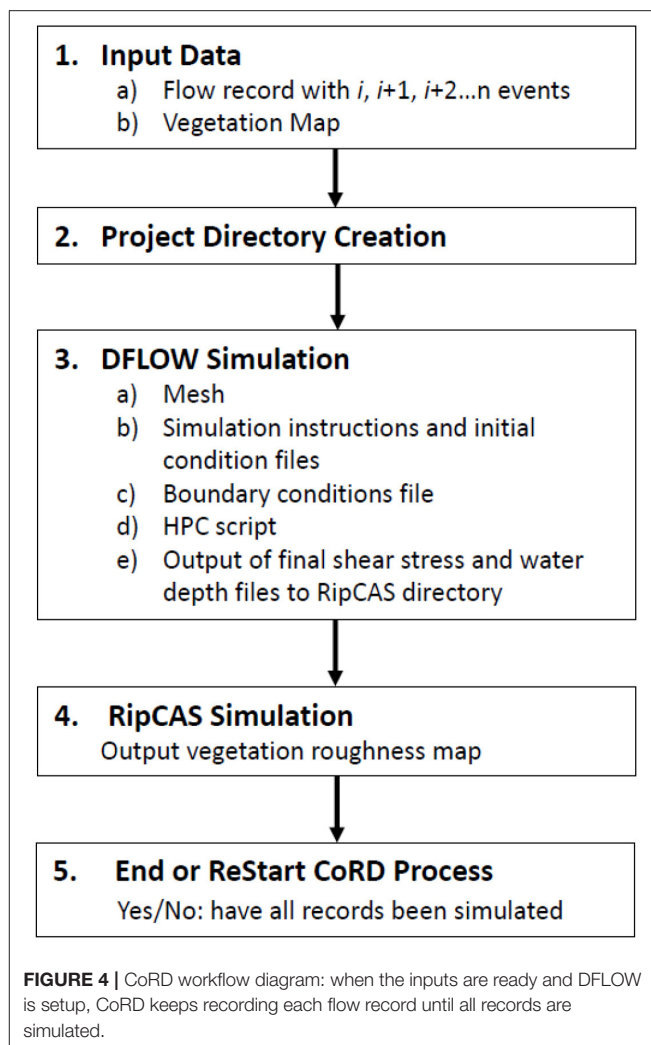 1. Input Data
a) Flow record with i, i+1, i+2...n events
b) Vegetation Map
2. Project Directory Creation
3. DFLOW Simulation
a) Mesh
b) Simulation instructions and initial
condition files
c) Boundary conditions file
d) HPC script
e) Output of final shear stress and water
depth files to RipCAS directory
4. RipCAS Simulation
Output vegetation roughness map
5. End or ReStart CoRD Process
Yes/No: have all records been simulated
FIGURE 4 | CoRD workflow diagram: when the inputs are ready and DFLOW
is setup, CoRD keeps recording each flow record until all records are
simulated.